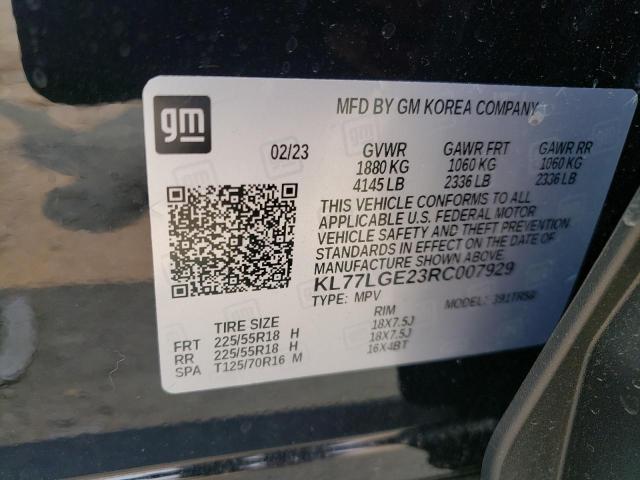 gm
MFD BY GM KOREA COMPANY
02/23 GVWR GAWR FRT GAWR RR
1880 KG 1060 KG 1060 KG
4145 LB 2336 LB 2336 LB
THIS VEHICLE CONFORMS TO ALL
APPLICABLE U.S. FEDERAL MOTOR
VEHICLE SAFETY AND THEFT PREVENTION
STANDARDS IN EFFECT ON THE DATE OF
MANUFACTURE SHOWN ABOVE.
KL77LGE23RC007929
TYPE: MPV MODEL:
TIRE SIZE RIM
FRT 225/55R18 H 18X7.5J
RR 225/55R18 H 18X7.5J
SPA T125/70R16 M 16X4BT